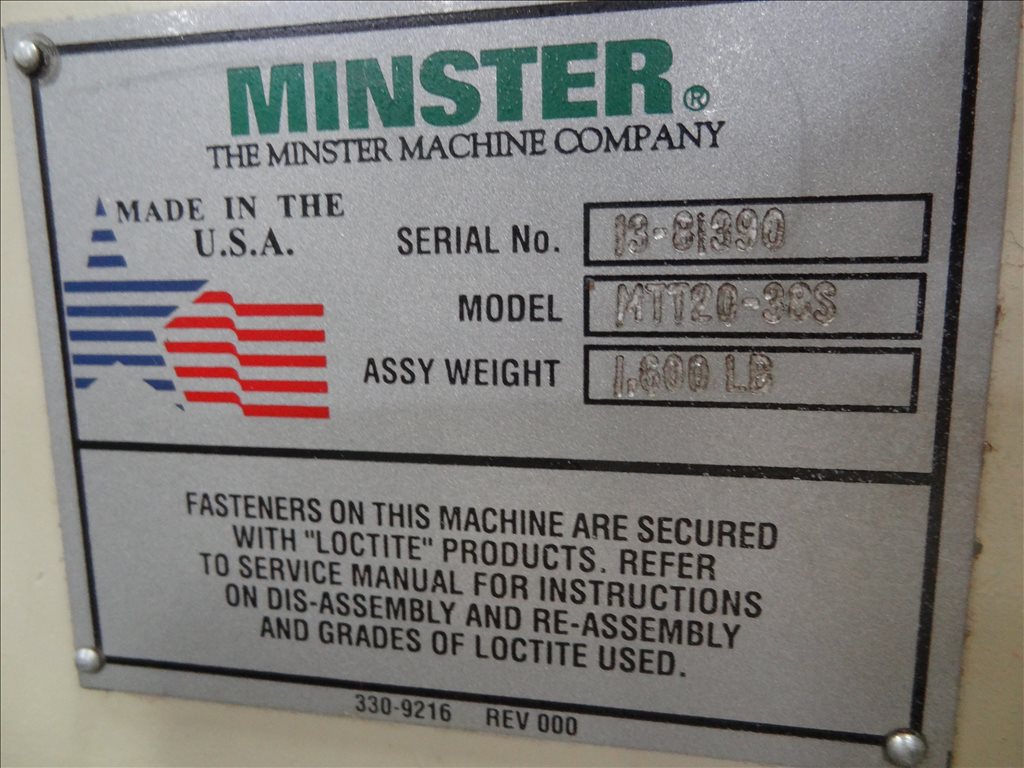 MINSTER®
THE MINSTER MACHINE COMPANY
MADE IN THE
U.S.A.
SERIAL No. 13-81390
MODEL
ASSY WEIGHT 1,600 LB
FASTENERS ON THIS MACHINE ARE SECURED
WITH "LOCTITE" PRODUCTS. REFER
TO SERVICE MANUAL FOR INSTRUCTIONS
ON DIS-ASSEMBLY AND RE-ASSEMBLY
AND GRADES OF LOCTITE USED.
330-9216 REV 000